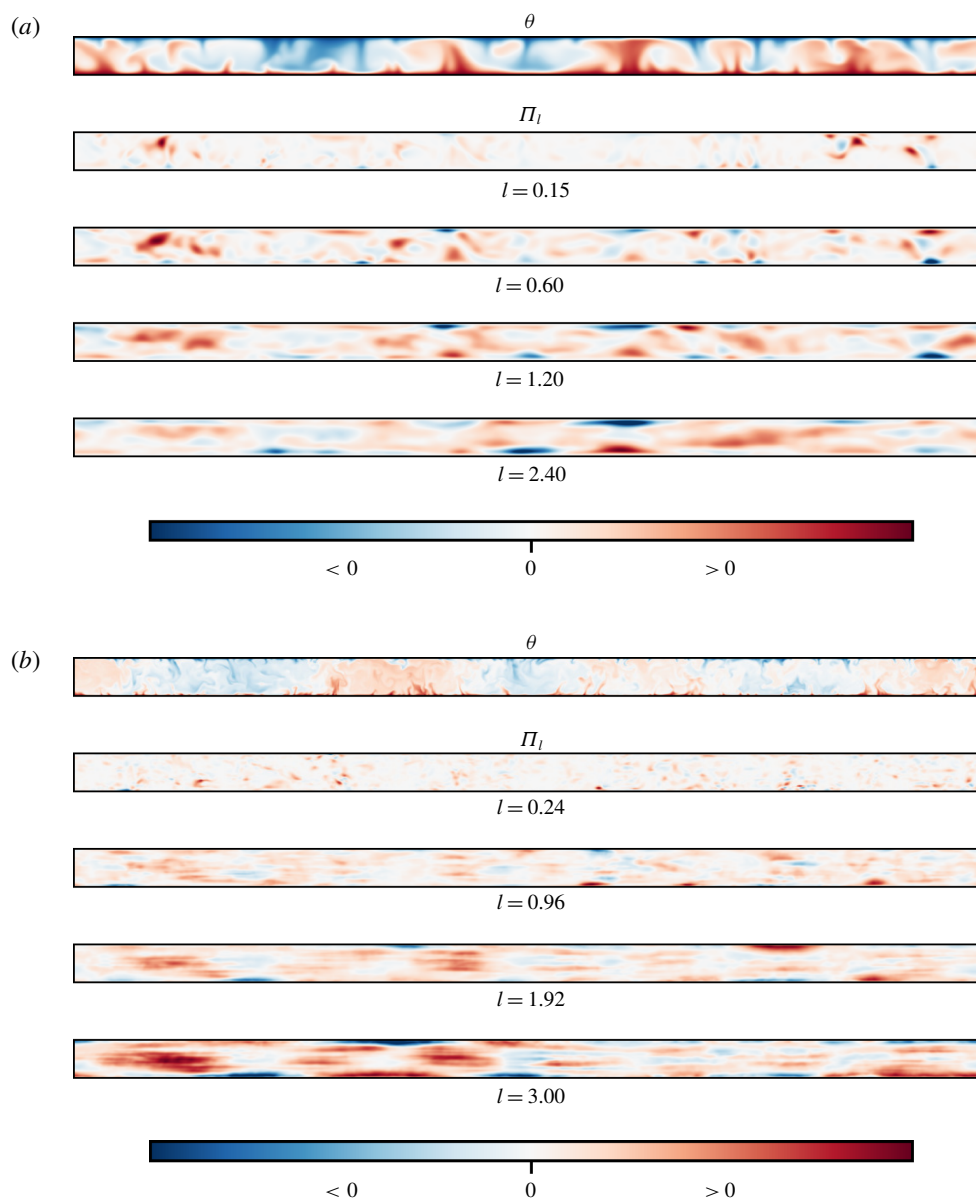 (a)
θ
Π_l
l = 0.15
l = 0.60
l = 1.20
l = 2.40
< 0 0 > 0
(b)
θ
Π_l
l = 0.24
l = 0.96
l = 1.92
l = 3.00
< 0 0 > 0